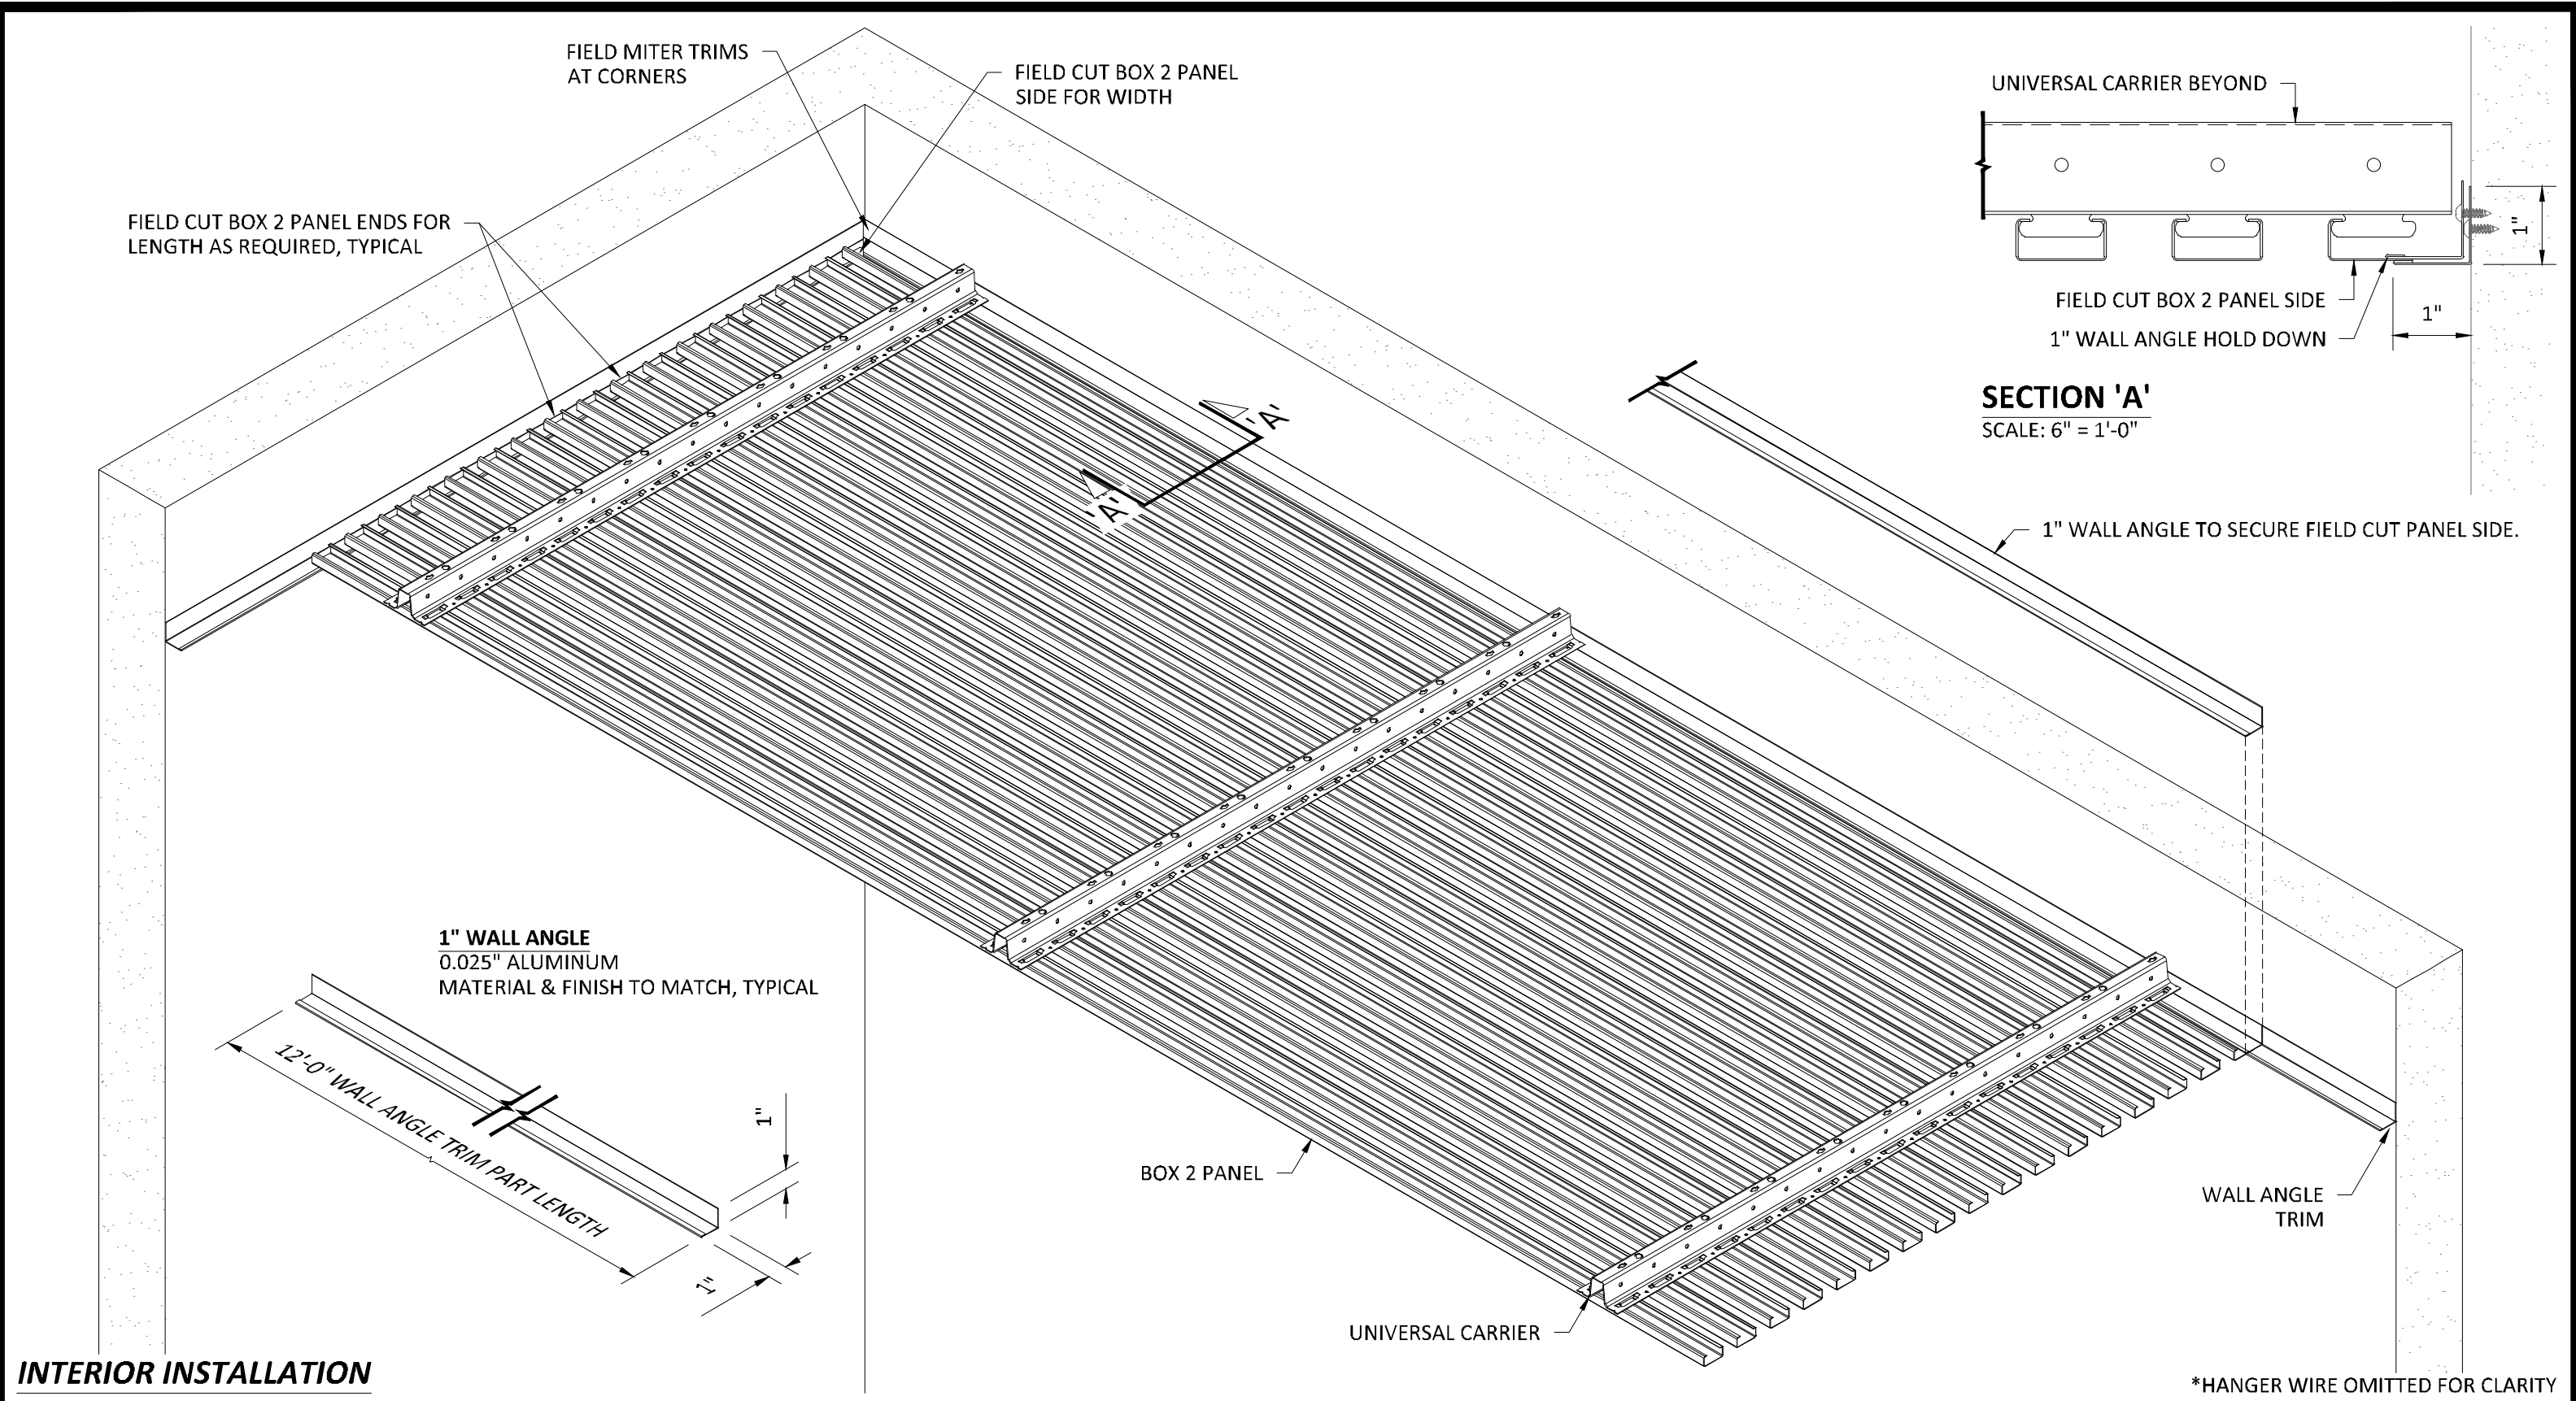 FIELD MITER TRIMS
AT CORNERS
FIELD CUT BOX 2 PANEL
SIDE FOR WIDTH
UNIVERSAL CARRIER BEYOND
FIELD CUT BOX 2 PANEL ENDS FOR
LENGTH AS REQUIRED, TYPICAL
1"
FIELD CUT BOX 2 PANEL SIDE
1"
1" WALL ANGLE HOLD DOWN
SECTION 'A'
SCALE: 6" = 1'-0"
'A'
'A'
1" WALL ANGLE TO SECURE FIELD CUT PANEL SIDE.
1" WALL ANGLE
0.025" ALUMINUM
MATERIAL & FINISH TO MATCH, TYPICAL
12'-0" WALL ANGLE TRIM PART LENGTH
1"
1"
BOX 2 PANEL
WALL ANGLE
TRIM
UNIVERSAL CARRIER
INTERIOR INSTALLATION
*HANGER WIRE OMITTED FOR CLARITY